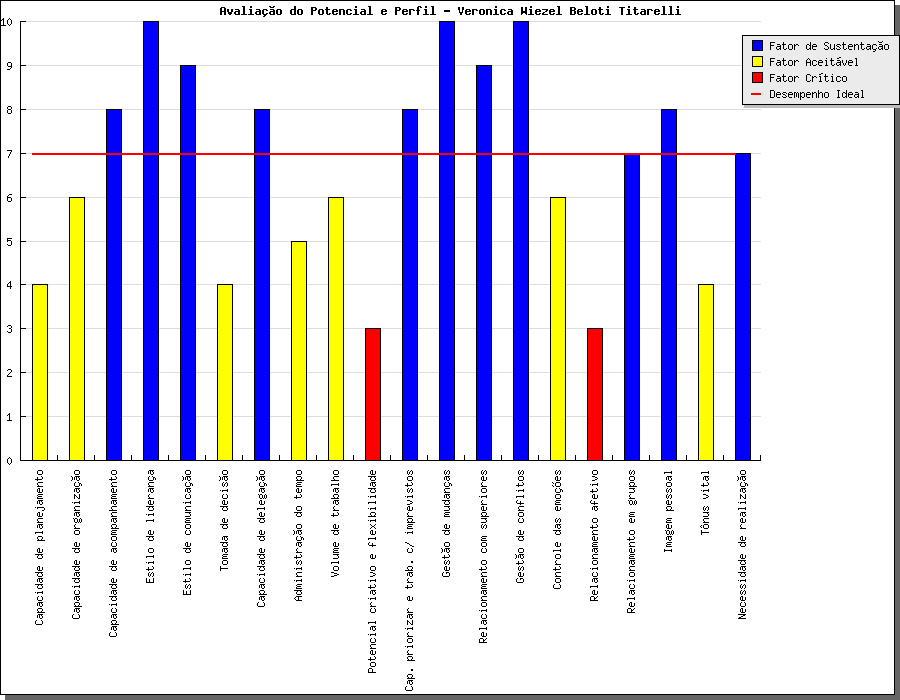 Avaliação do Potencial e Perfil - Veronica Wiezel Beloti Titarelli
Fator de Sustentação
Fator Aceitável
Fator Crítico
Desempenho Ideal
10
9
8
7
6
5
4
3
2
1
0
Capacidade de planejamento
Capacidade de organização
Capacidade de acompanhamento
Estilo de liderança
Estilo de comunicação
Tomada de decisão
Capacidade de delegação
Administração do tempo
Volume de trabalho
Potencial criativo e flexibilidade
Cap. priorizar e trab. c/ imprevistos
Gestão de mudanças
Relacionamento com superiores
Gestão de conflitos
Controle das emoções
Relacionamento afetivo
Relacionamento em grupos
Imagem pessoal
Tônus vital
Necessidade de realização